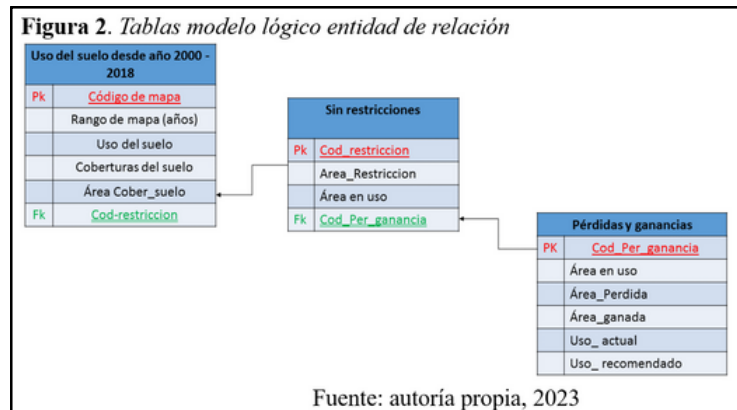 Figura 2. Tablas modelo lógico entidad de relación
Uso del suelo desde año 2000 -
2018
Pk Código de mapa
Rango de mapa (años)
Uso del suelo
Coberturas del suelo
Área Cober_suelo
Fk Cod-restriccion
Sin restricciones
Pk Cod_restriccion
Area_Restriccion
Área en uso
Fk Cod_Per_ganancia
Pérdidas y ganancias
PK Cod_Per_ganancia
Área en uso
Área_Perdida
Área_ganada
Uso_ actual
Uso_ recomendado
Fuente: autoría propia, 2023